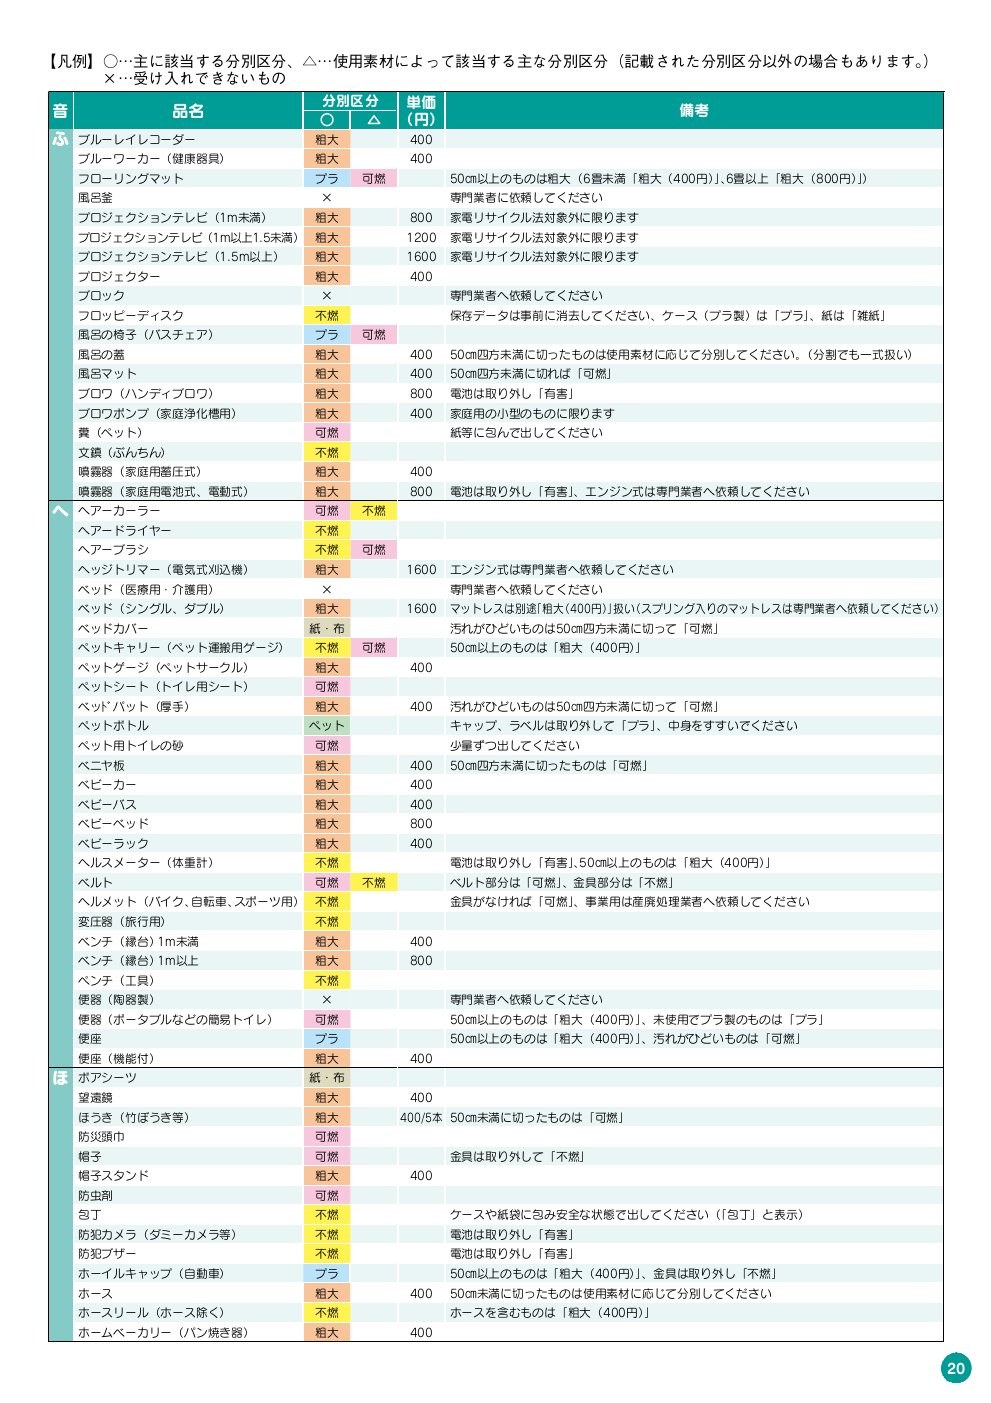 【凡例】○…主に該当する分別区分、△…使用素材によって該当する主な分別区分（記載された分別区分以外の場合もあります。）
×…受け入れできないもの
音 品名 分別区分 単価（円） 備考
○ △
ふ ブルーレイレコーダー 粗大 400
ブルーワーカー（健康器具） 粗大 400
フローリングマット プラ 可燃 50㎝以上のものは粗大（6畳未満「粗大（400円）」、6畳以上「粗大（800円）」）
風呂釜 × 専門業者に依頼してください
プロジェクションテレビ（1m未満） 粗大 800 家電リサイクル法対象外に限ります
プロジェクションテレビ（1m以上1.5未満） 粗大 1200 家電リサイクル法対象外に限ります
プロジェクションテレビ（1.5m以上） 粗大 1600 家電リサイクル法対象外に限ります
プロジェクター 粗大 400
ブロック × 専門業者へ依頼してください
フロッピーディスク 不燃 保存データは事前に消去してください、ケース（プラ製）は「プラ」、紙は「雑紙」
風呂の椅子（バスチェア） プラ 可燃
風呂の蓋 粗大 400 50㎝四方未満に切ったものは使用素材に応じて分別してください。（分割でも一式扱い）
風呂マット 粗大 400 50㎝四方未満に切れば「可燃」
ブロワ（ハンディブロワ） 粗大 800 電池は取り外し「有害」
ブロワポンプ（家庭浄化槽用） 粗大 400 家庭用の小型のものに限ります
糞（ペット） 可燃 紙等に包んで出してください
文鎮（ぶんちん） 不燃
噴霧器（家庭用蓄圧式） 粗大 400
噴霧器（家庭用電池式、電動式） 粗大 800 電池は取り外し「有害」、エンジン式は専門業者へ依頼してください
へ ヘアーカーラー 可燃 不燃
ヘアードライヤー 不燃
ヘアーブラシ 不燃 可燃
ヘッジトリマー（電気式刈込機） 粗大 1600 エンジン式は専門業者へ依頼してください
ベッド（医療用・介護用） × 専門業者へ依頼してください
ベッド（シングル、ダブル） 粗大 1600 マットレスは別途「粗大（400円）」扱い（スプリング入りのマットレスは専門業者へ依頼してください）
ベッドカバー 紙・布 汚れがひどいものは50㎝四方未満に切って「可燃」
ペットキャリー（ペット運搬用ゲージ） 不燃 可燃 50㎝以上のものは「粗大（400円）」
ペットゲージ（ペットサークル） 粗大 400
ペットシート（トイレ用シート） 可燃
ベッドパット（厚手） 粗大 400 汚れがひどいものは50㎝四方未満に切って「可燃」
ペットボトル ペット キャップ、ラベルは取り外して「プラ」、中身をすすいでください
ペット用トイレの砂 可燃 少量ずつ出してください
ベニヤ板 粗大 400 50㎝四方未満に切ったものは「可燃」
ベビーカー 粗大 400
ベビーバス 粗大 400
ベビーベッド 粗大 800
ベビーラック 粗大 400
ヘルスメーター（体重計） 不燃 電池は取り外し「有害」、50㎝以上のものは「粗大（400円）」
ベルト 可燃 不燃 ベルト部分は「可燃」、金具部分は「不燃」
ヘルメット（バイク、自転車、スポーツ用） 不燃 金具がなければ「可燃」、事業用は産廃処理業者へ依頼してください
変圧器（旅行用） 不燃
ベンチ（縁台）1m未満 粗大 400
ベンチ（縁台）1m以上 粗大 800
ペンチ（工具） 不燃
便器（陶器製） × 専門業者へ依頼してください
便器（ポータブルなどの簡易トイレ） 可燃 50㎝以上のものは「粗大（400円）」、未使用でプラ製のものは「プラ」
便座 プラ 50㎝以上のものは「粗大（400円）」、汚れがひどいものは「可燃」
便座（機能付） 粗大 400
ほ ボアシーツ 紙・布
望遠鏡 粗大 400
ほうき（竹ぼうき等） 粗大 400/5本 50㎝未満に切ったものは「可燃」
防災頭巾 可燃
帽子 可燃 金具は取り外して「不燃」
帽子スタンド 粗大 400
防虫剤 可燃
包丁 不燃 ケースや紙袋に包み安全な状態で出してください（「包丁」と表示）
防犯カメラ（ダミーカメラ等） 不燃 電池は取り外し「有害」
防犯ブザー 不燃 電池は取り外し「有害」
ホーイルキャップ（自動車） プラ 50㎝以上のものは「粗大（400円）」、金具は取り外し「不燃」
ホース 粗大 400 50㎝未満に切ったものは使用素材に応じて分別してください
ホースリール（ホース除く） 不燃 ホースを含むものは「粗大（400円）」
ホームベーカリー（パン焼き器） 粗大 400
20